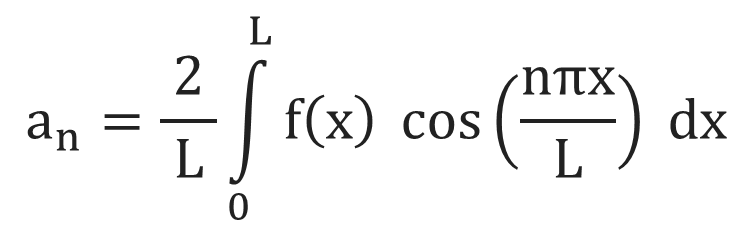 aₙ = 2/L ∫₀ᴸ f(x) cos(nπx/L) dx